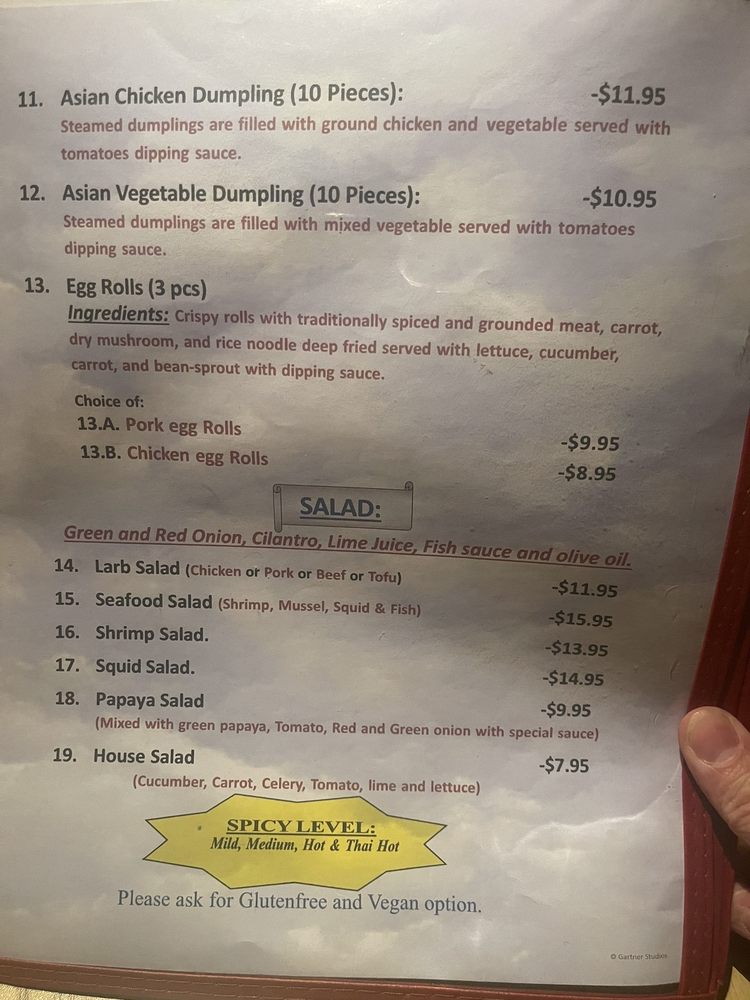 11. Asian Chicken Dumpling (10 Pieces): -$11.95
Steamed dumplings are filled with ground chicken and vegetable served with
tomatoes dipping sauce.
12. Asian Vegetable Dumpling (10 Pieces): -$10.95
Steamed dumplings are filled with mixed vegetable served with tomatoes
dipping sauce.
13. Egg Rolls (3 pcs)
Ingredients: Crispy rolls with traditionally spiced and grounded meat, carrot,
dry mushroom, and rice noodle deep fried served with lettuce, cucumber,
carrot, and bean-sprout with dipping sauce.
Choice of:
13.A. Pork egg Rolls -$9.95
13.B. Chicken egg Rolls -$8.95
SALAD:
Green and Red Onion, Cilantro, Lime Juice, Fish sauce and olive oil.
14. Larb Salad (Chicken or Pork or Beef or Tofu) -$11.95
15. Seafood Salad (Shrimp, Mussel, Squid & Fish) -$15.95
16. Shrimp Salad. -$13.95
17. Squid Salad. -$14.95
18. Papaya Salad -$9.95
(Mixed with green papaya, Tomato, Red and Green onion with special sauce)
19. House Salad -$7.95
(Cucumber, Carrot, Celery, Tomato, lime and lettuce)
SPICY LEVEL:
Mild, Medium, Hot & Thai Hot
Please ask for Glutenfree and Vegan option.
© Gartner Studios